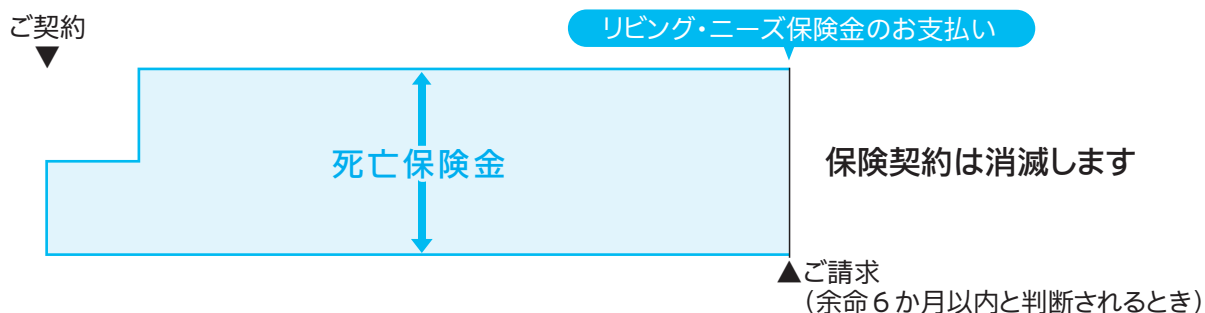 ご契約
▼
リビング・ニーズ保険金のお支払い
死亡保険金
保険契約は消滅します
▲ご請求
（余命６か月以内と判断されるとき）